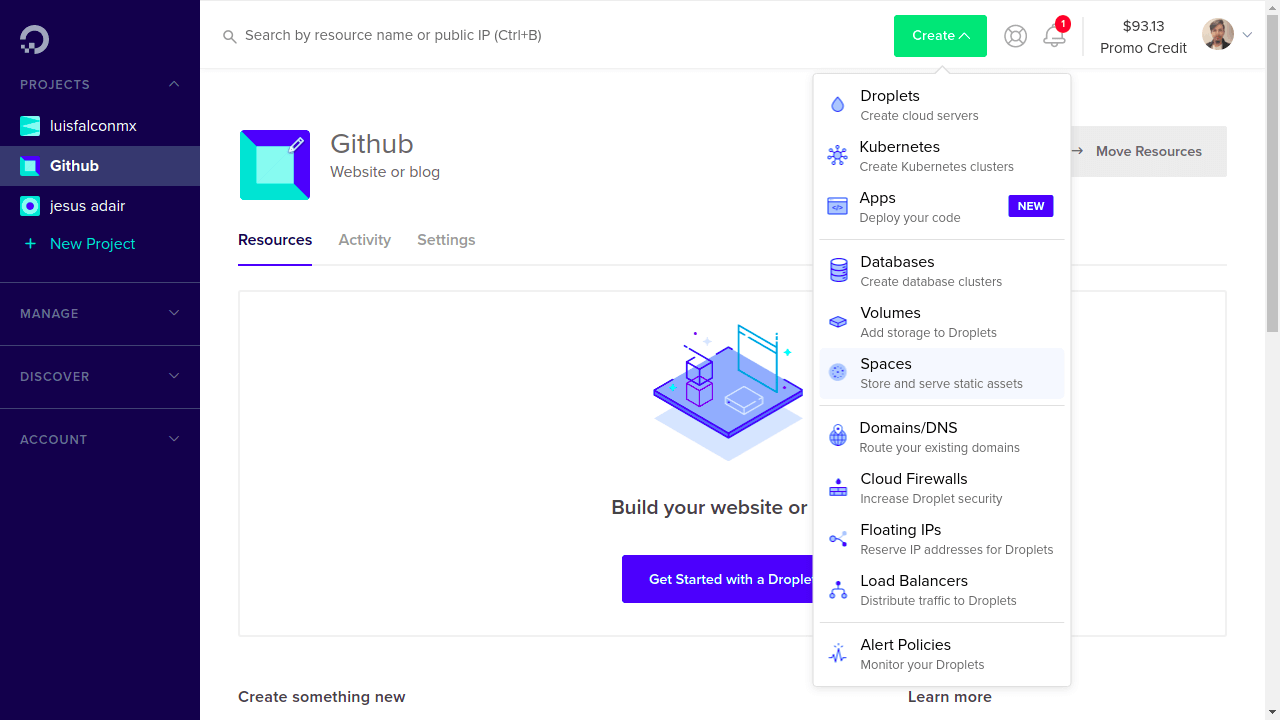 PROJECTS
luisfalconmx
Github
jesus adair
+ New Project
MANAGE
DISCOVER
ACCOUNT
Search by resource name or public IP (Ctrl+B)
Create
1
$93.13
Promo Credit
Github
Website or blog
→ Move Resources
Resources
Activity
Settings
Build your website or
Get Started with a Drople
Create something new
Learn more
Droplets
Create cloud servers
Kubernetes
Create Kubernetes clusters
Apps
Deploy your code
NEW
Databases
Create database clusters
Volumes
Add storage to Droplets
Spaces
Store and serve static assets
Domains/DNS
Route your existing domains
Cloud Firewalls
Increase Droplet security
Floating IPs
Reserve IP addresses for Droplets
Load Balancers
Distribute traffic to Droplets
Alert Policies
Monitor your Droplets